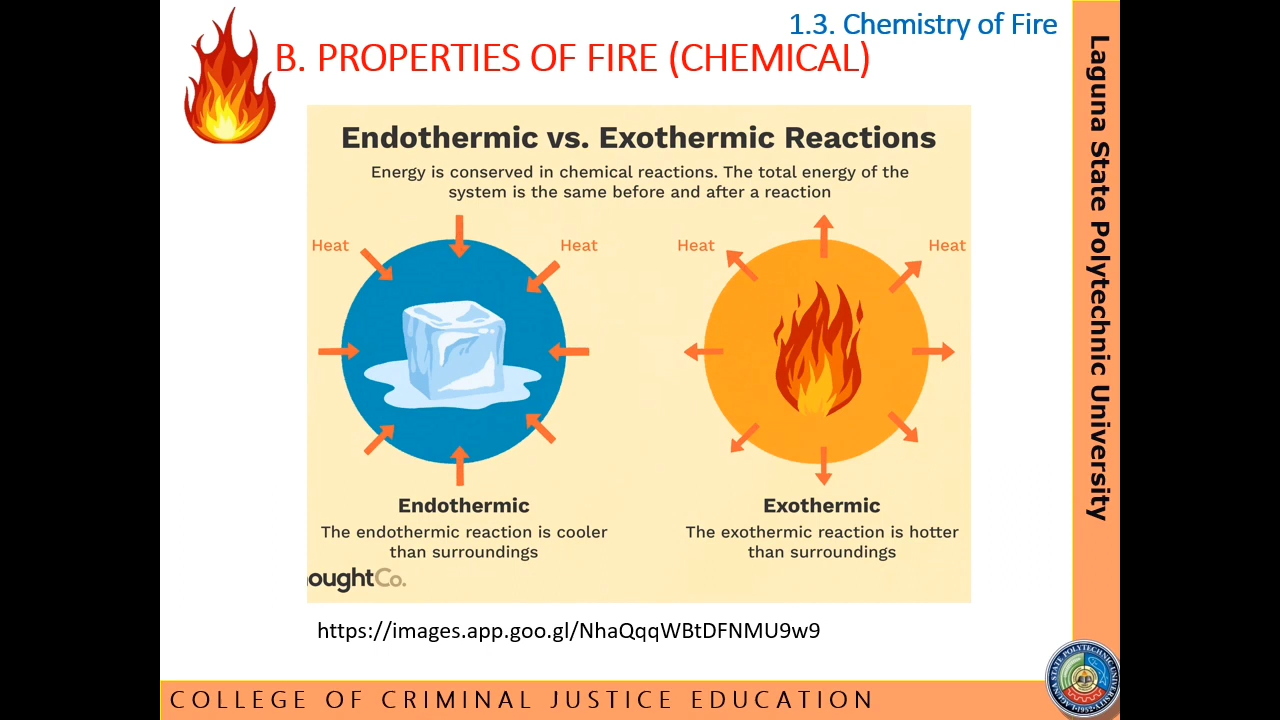 1.3. Chemistry of Fire
B. PROPERTIES OF FIRE (CHEMICAL)
Endothermic vs. Exothermic Reactions
Energy is conserved in chemical reactions. The total energy of the
system is the same before and after a reaction
Heat
Heat
Heat
Heat
Endothermic
The endothermic reaction is cooler
than surroundings
Exothermic
The exothermic reaction is hotter
than surroundings
oughtCo.
https://images.app.goo.gl/NhaQqqWBtDFNMU9w9
COLLEGE OF CRIMINAL JUSTICE EDUCATION
Laguna State Polytechnic University